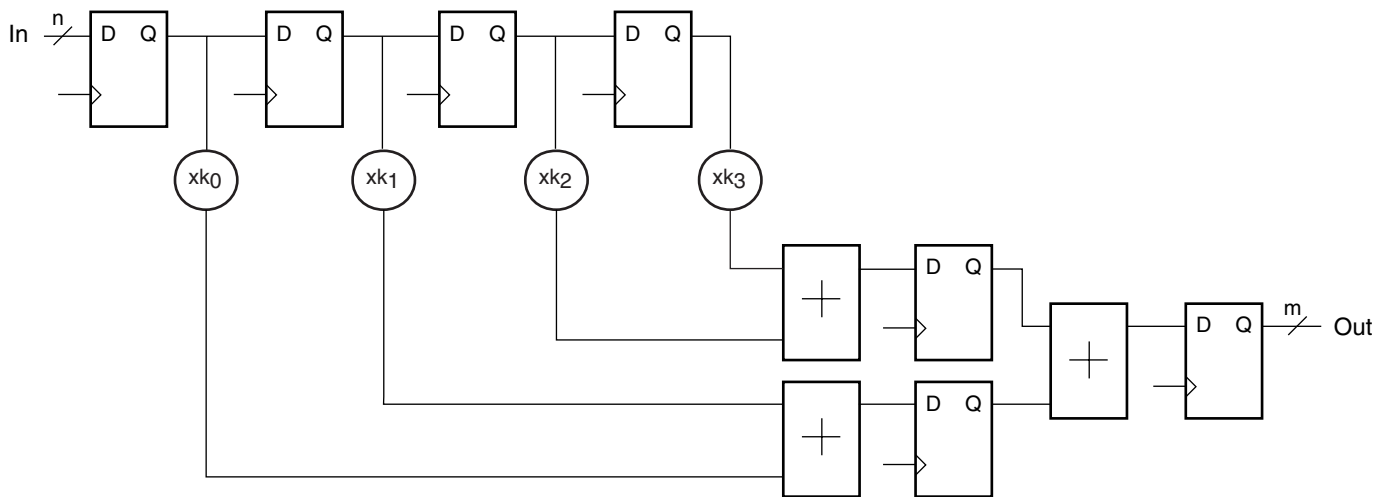 n
In D Q D Q D Q D Q
xk0 xk1 xk2 xk3
D Q
+
m
D Q Out
+
D Q
+